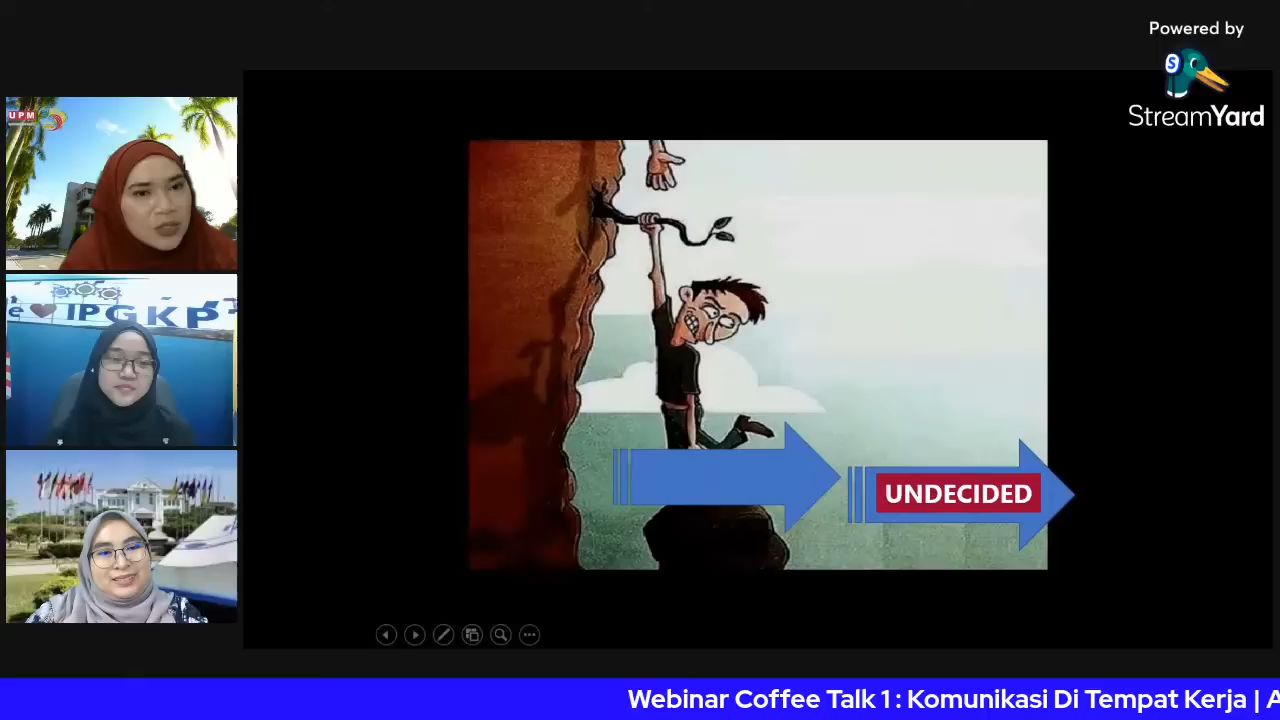 Powered by
StreamYard
UPM
e ❤ IPGKP
UNDECIDED
Webinar Coffee Talk 1 : Komunikasi Di Tempat Kerja | A